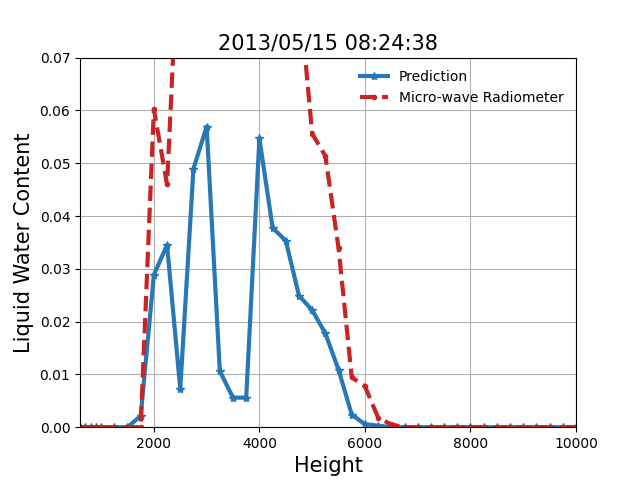 2013/05/15 08:24:38
Prediction
Micro-wave Radiometer
0.07
0.06
0.05
0.04
0.03
0.02
0.01
0.00
Liquid Water Content
2000 4000 6000 8000 10000
Height